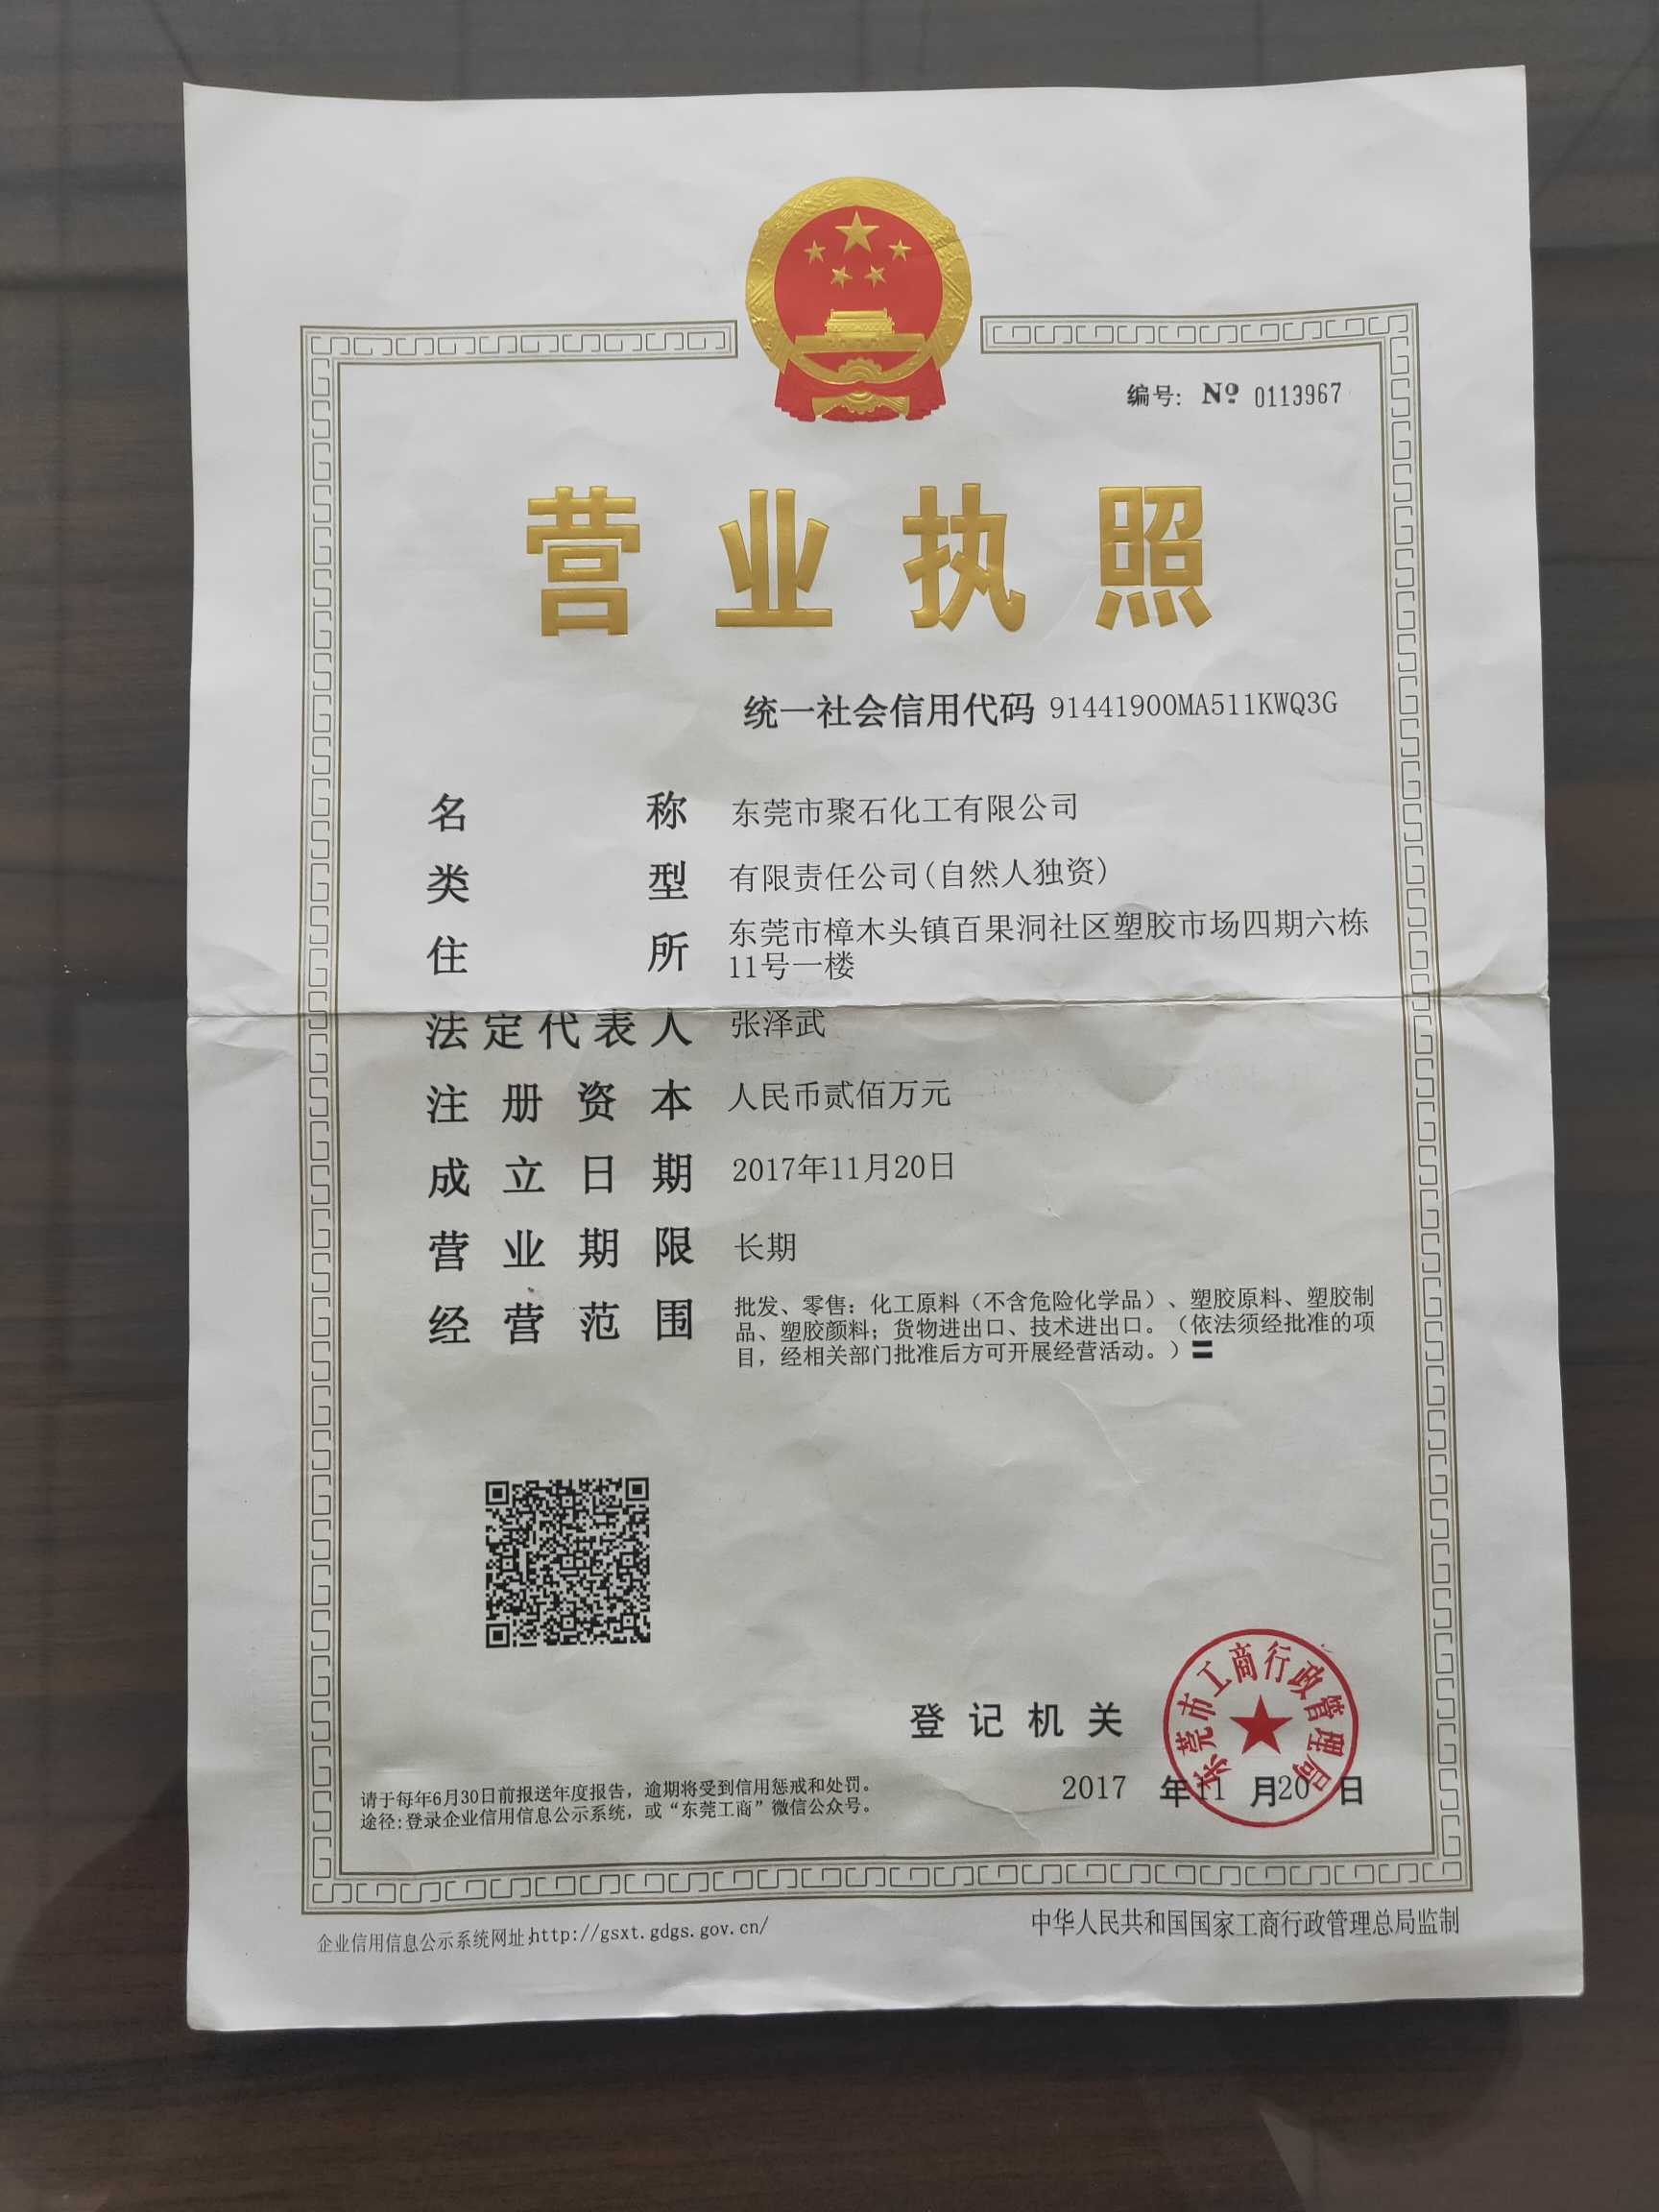 编号: Nº 0113967
营业执照
统一社会信用代码 91441900MA511KWQ3G
名称 东莞市聚石化工有限公司
类型 有限责任公司(自然人独资)
住所 东莞市樟木头镇百果洞社区塑胶市场四期六栋
11号一楼
法定代表人 张泽武
注册资本 人民币贰佰万元
成立日期 2017年11月20日
营业期限 长期
经营范围 批发、零售：化工原料（不含危险化学品）、塑胶原料、塑胶制
品、塑胶颜料；货物进出口、技术进出口。（依法须经批准的项
目，经相关部门批准后方可开展经营活动。）〓
东莞市工商行政管理局
登记机关
2017 年11 月20 日
请于每年6月30日前报送年度报告，逾期将受到信用惩戒和处罚。
途径:登录企业信用信息公示系统，或“东莞工商”微信公众号。
企业信用信息公示系统网址:http://gsxt.gdgs.gov.cn/
中华人民共和国国家工商行政管理总局监制